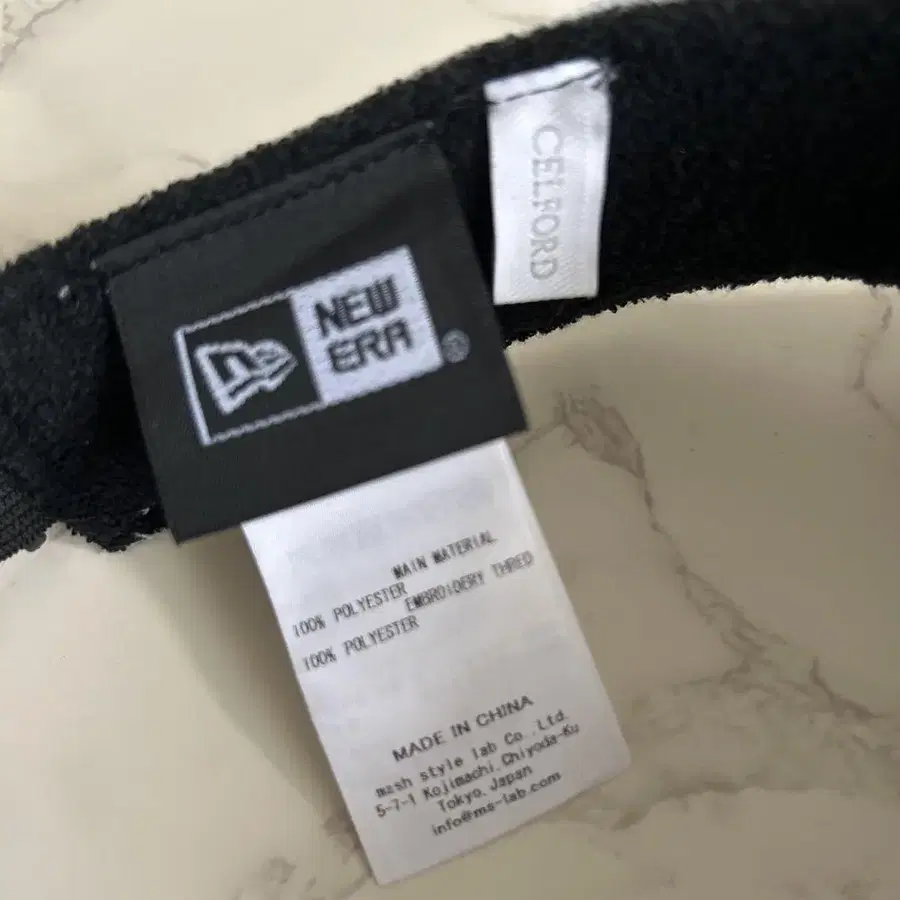 CELFORD
NEW
ERA
®
MAIN MATERIAL
100% POLYESTER
EMBROIDERY THRED
100% POLYESTER
MADE IN CHINA
mash style lab Co.,Ltd.
5-7-1 Kojimachi,Chiyoda-Ku
Tokyo,Japan
info@ms-lab.com